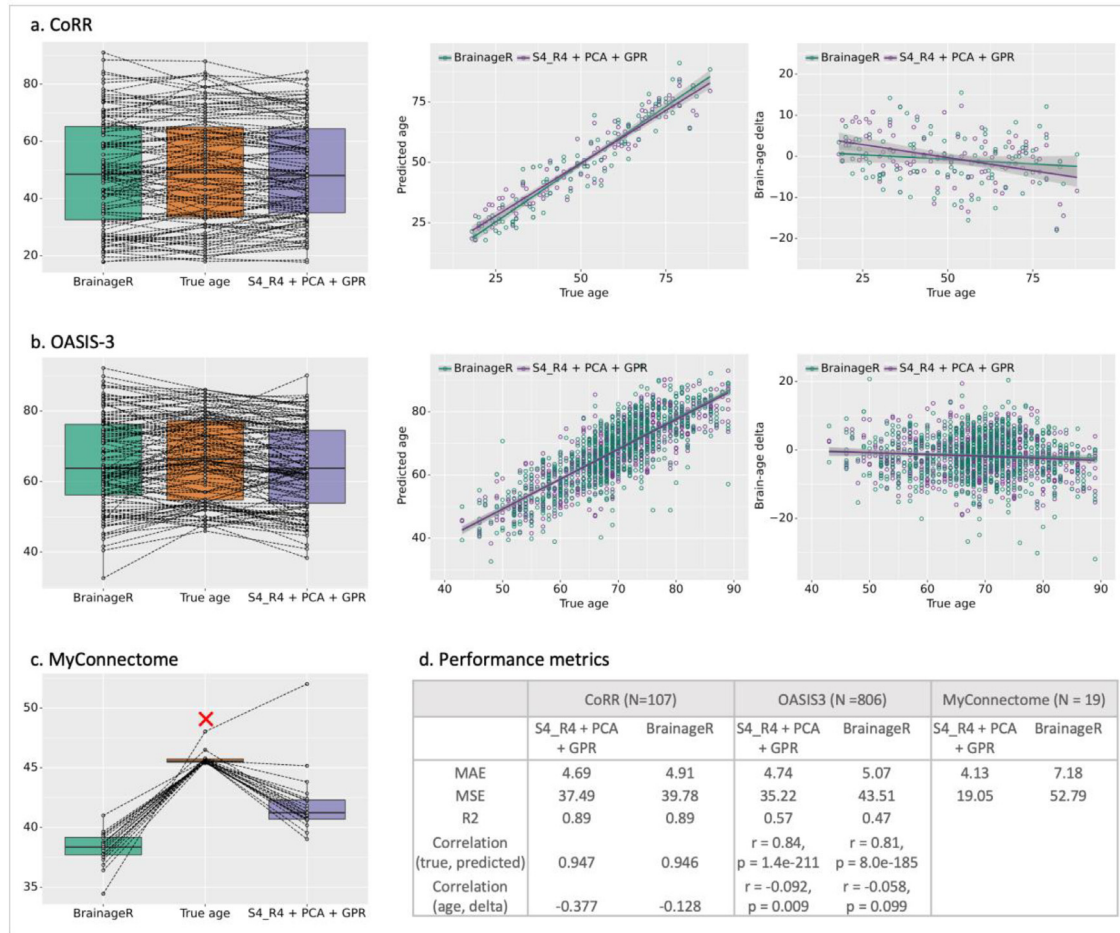 a. CoRR
80
60
40
20
BrainageR True age S4_R4 + PCA + GPR
BrainageR S4_R4 + PCA + GPR
Predicted age
75
50
25
25 50 75
True age
BrainageR S4_R4 + PCA + GPR
Brain-age delta
20
10
0
−10
−20
25 50 75
True age
b. OASIS-3
80
60
40
BrainageR True age S4_R4 + PCA + GPR
BrainageR S4_R4 + PCA + GPR
Predicted age
80
60
40
40 50 60 70 80 90
True age
BrainageR S4_R4 + PCA + GPR
Brain-age delta
20
0
−20
40 50 60 70 80 90
True age
c. MyConnectome
50
45
40
35
BrainageR True age S4_R4 + PCA + GPR
d. Performance metrics
CoRR (N=107) OASIS3 (N =806) MyConnectome (N = 19)
S4_R4 + PCA BrainageR S4_R4 + PCA BrainageR S4_R4 + PCA BrainageR
+ GPR + GPR + GPR
MAE 4.69 4.91 4.74 5.07 4.13 7.18
MSE 37.49 39.78 35.22 43.51 19.05 52.79
R2 0.89 0.89 0.57 0.47
Correlation r = 0.84, r = 0.81,
(true, predicted) 0.947 0.946 p = 1.4e-211 p = 8.0e-185
Correlation r = -0.092, r = -0.058,
(age, delta) -0.377 -0.128 p = 0.009 p = 0.099